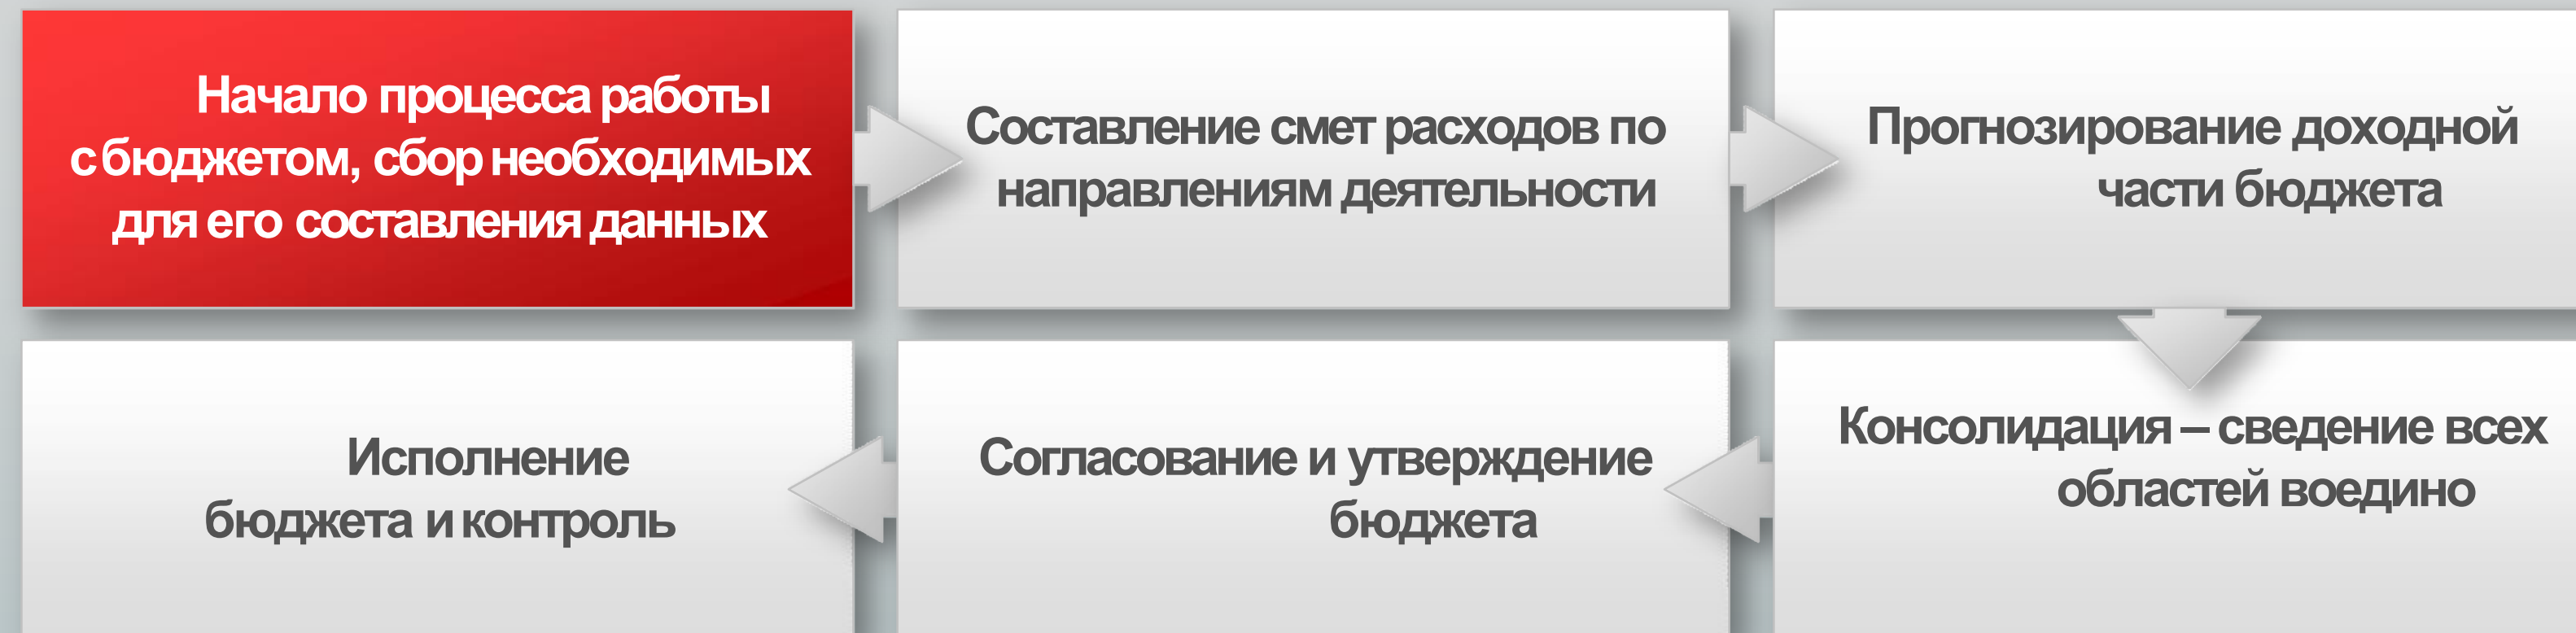 Начало процесса работы
с бюджетом, сбор необходимых
для его составления данных
Составление смет расходов по
направлениям деятельности
Прогнозирование доходной
части бюджета
Консолидация – сведение всех
областей воедино
Согласование и утверждение
бюджета
Исполнение
бюджета и контроль